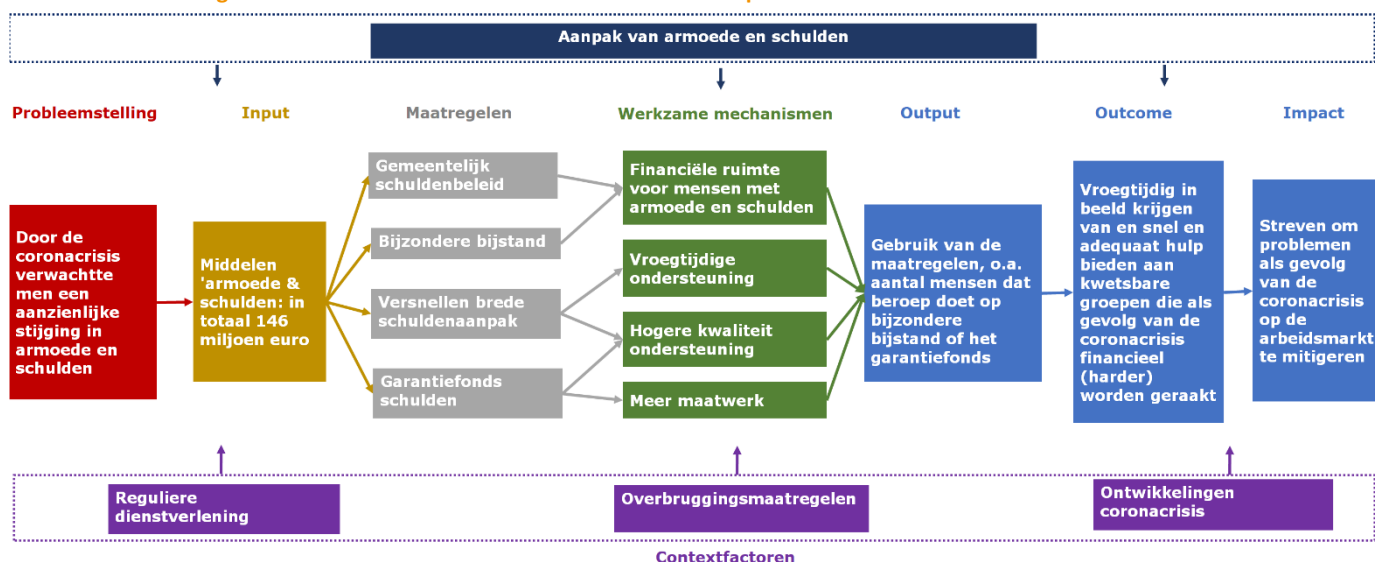 Aanpak van armoede en schulden
Probleemstelling
Input
Maatregelen
Werkzame mechanismen
Output
Outcome
Impact
Door de
coronacrisis
verwachtte
men een
aanzienlijke
stijging in
armoede en
schulden
Middelen
'armoede &
schulden: in
totaal 146
miljoen euro
Gemeentelijk
schuldenbeleid
Bijzondere bijstand
Versnellen brede
schuldenaanpak
Garantiefonds
schulden
Financiële ruimte
voor mensen met
armoede en schulden
Vroegtijdige
ondersteuning
Hogere kwaliteit
ondersteuning
Meer maatwerk
Gebruik van de
maatregelen, o.a.
aantal mensen dat
beroep doet op
bijzondere
bijstand of het
garantiefonds
Vroegtijdig in
beeld krijgen
van en snel en
adequaat hulp
bieden aan
kwetsbare
groepen die als
gevolg van de
coronacrisis
financieel
(harder)
worden geraakt
Streven om
problemen
als gevolg
van de
coronacrisis
op de
arbeidsmarkt
te mitigeren
Reguliere
dienstverlening
Overbruggingsmaatregelen
Ontwikkelingen
coronacrisis
Contextfactoren